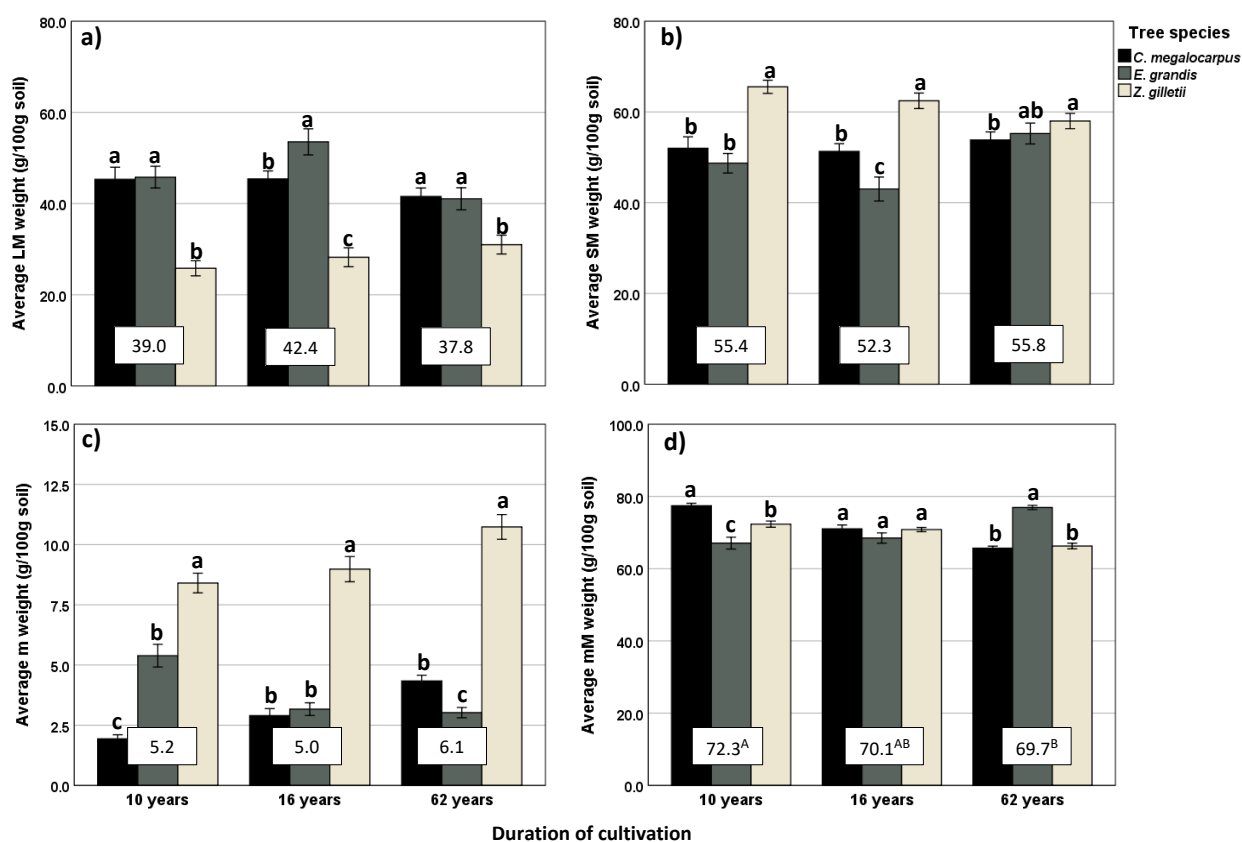 a)
Average LM weight (g/100g soil)
80.0
60.0
40.0
20.0
0.0
a a b
b a c
a a b
39.0 42.4 37.8
b)
Average SM weight (g/100g soil)
80.0
60.0
40.0
20.0
0.0
b b a
b c a
b ab a
55.4 52.3 55.8
Tree species
C. megalocarpus
E. grandis
Z. gilletii
c)
Average m weight (g/100g soil)
15.0
12.5
10.0
7.5
5.0
2.5
0.0
c b a
b b a
b c a
5.2 5.0 6.1
10 years 16 years 62 years
d)
Average mM weight (g/100g soil)
100.0
80.0
60.0
40.0
20.0
0.0
a c b
a a a
b a b
72.3A 70.1AB 69.7B
10 years 16 years 62 years
Duration of cultivation